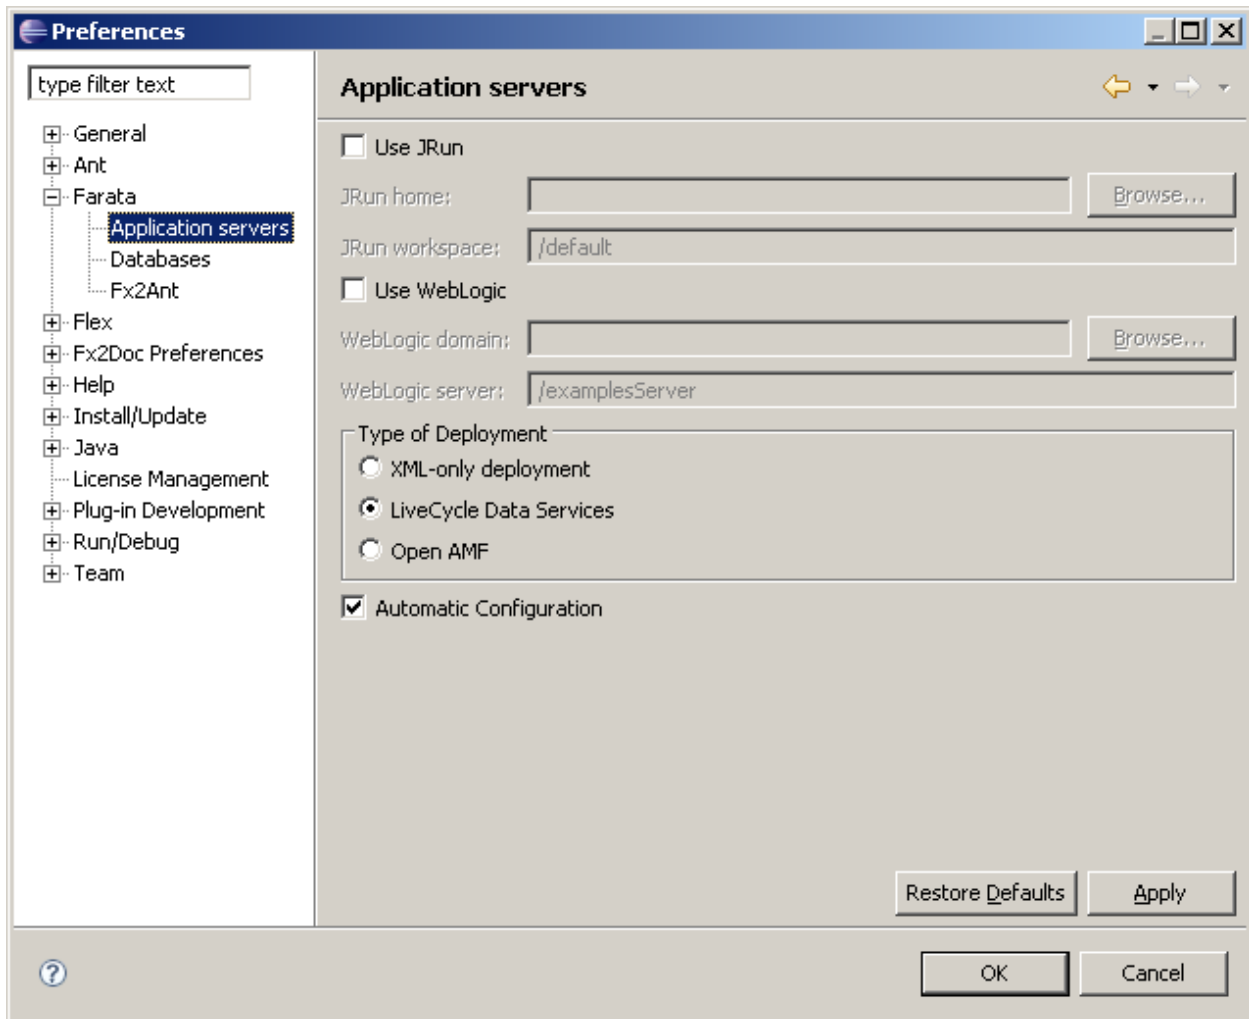 Preferences
type filter text
General
Ant
Farata
Application servers
Databases
Fx2Ant
Flex
Fx2Doc Preferences
Help
Install/Update
Java
License Management
Plug-in Development
Run/Debug
Team
Application servers
Use JRun
JRun home:
Browse...
JRun workspace: /default
Use WebLogic
WebLogic domain:
Browse...
WebLogic server: /examplesServer
Type of Deployment
XML-only deployment
LiveCycle Data Services
Open AMF
Automatic Configuration
Restore Defaults Apply
? OK Cancel